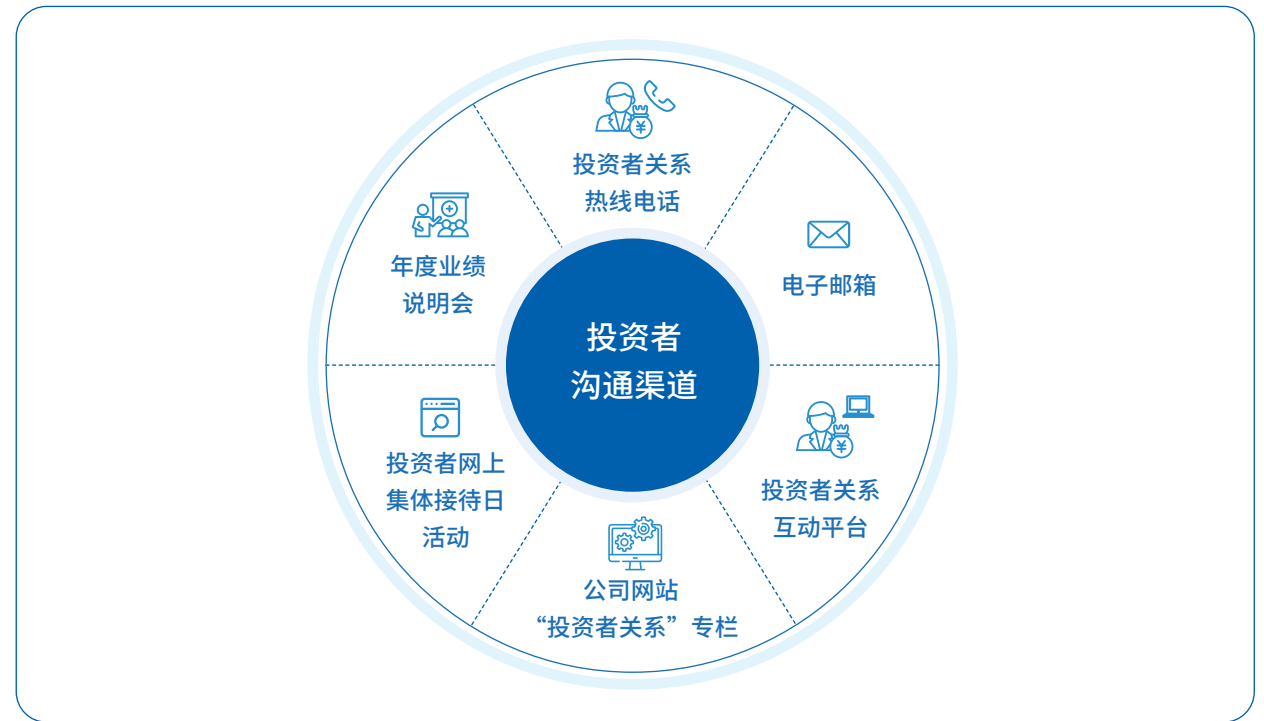 投资者关系
热线电话
电子邮箱
投资者关系
互动平台
公司网站
“投资者关系”专栏
投资者网上
集体接待日
活动
年度业绩
说明会
投资者
沟通渠道